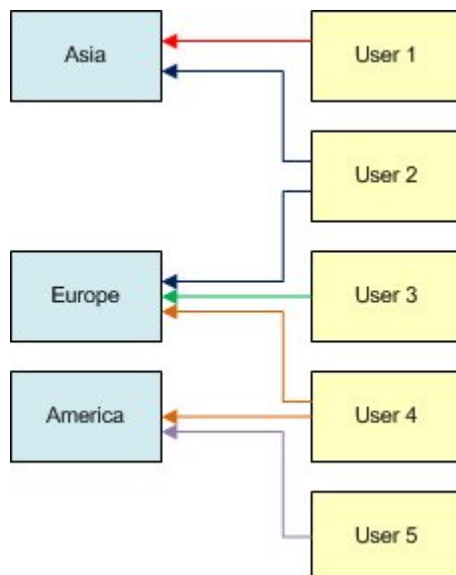 Asia
User 1
User 2
Europe
User 3
America
User 4
User 5